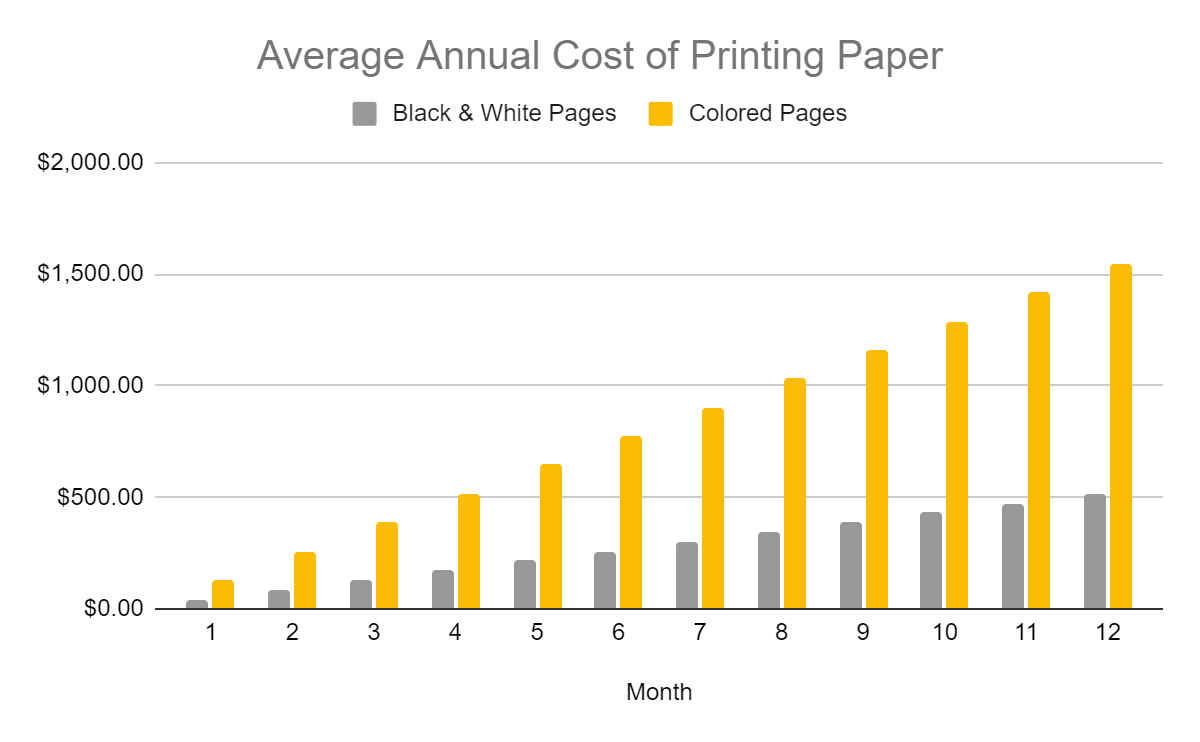 Average Annual Cost of Printing Paper
Black & White Pages Colored Pages
$2,000.00
$1,500.00
$1,000.00
$500.00
$0.00
1 2 3 4 5 6 7 8 9 10 11 12
Month